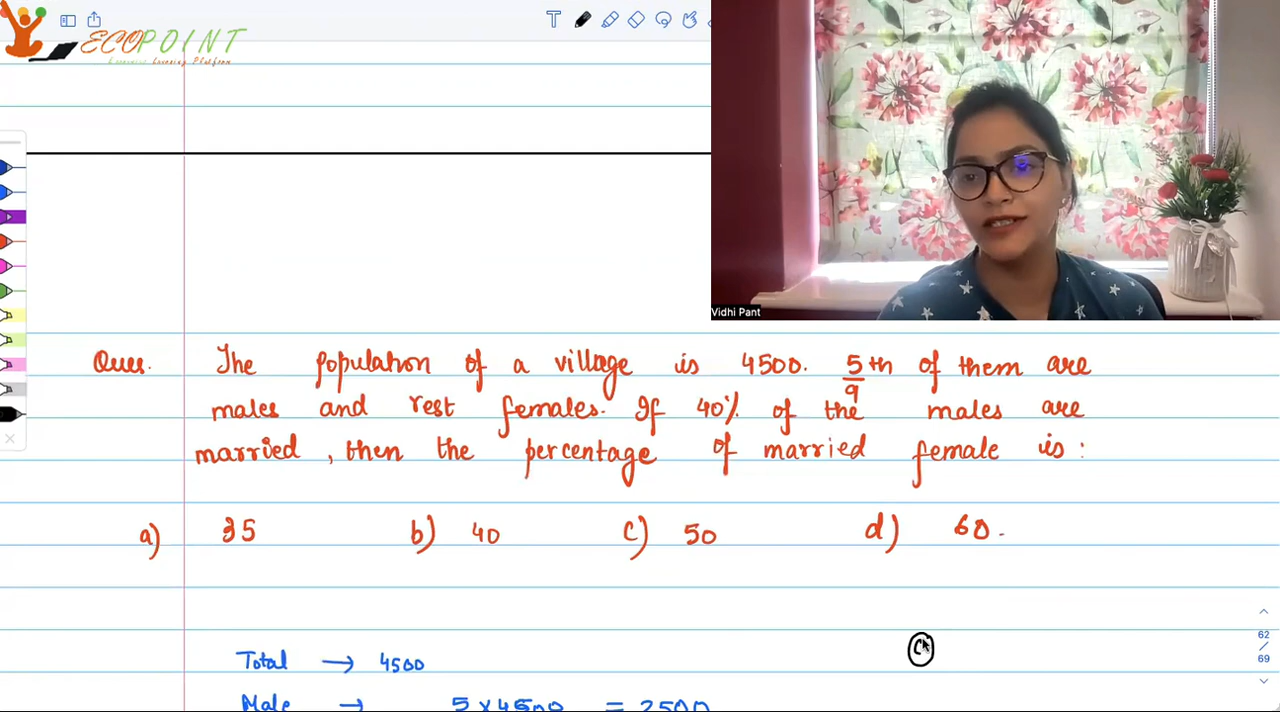 ECOPOINT
Vidhi Pant
Ques. The population of a village is 4500. 5/9 th of them are
males and rest females. If 40% of the males are
married, then the percentage of married female is:
a) 35 b) 40 c) 50 d) 60.
C
Total → 4500
Male → 5 x 4500 = 2500
62
/
69